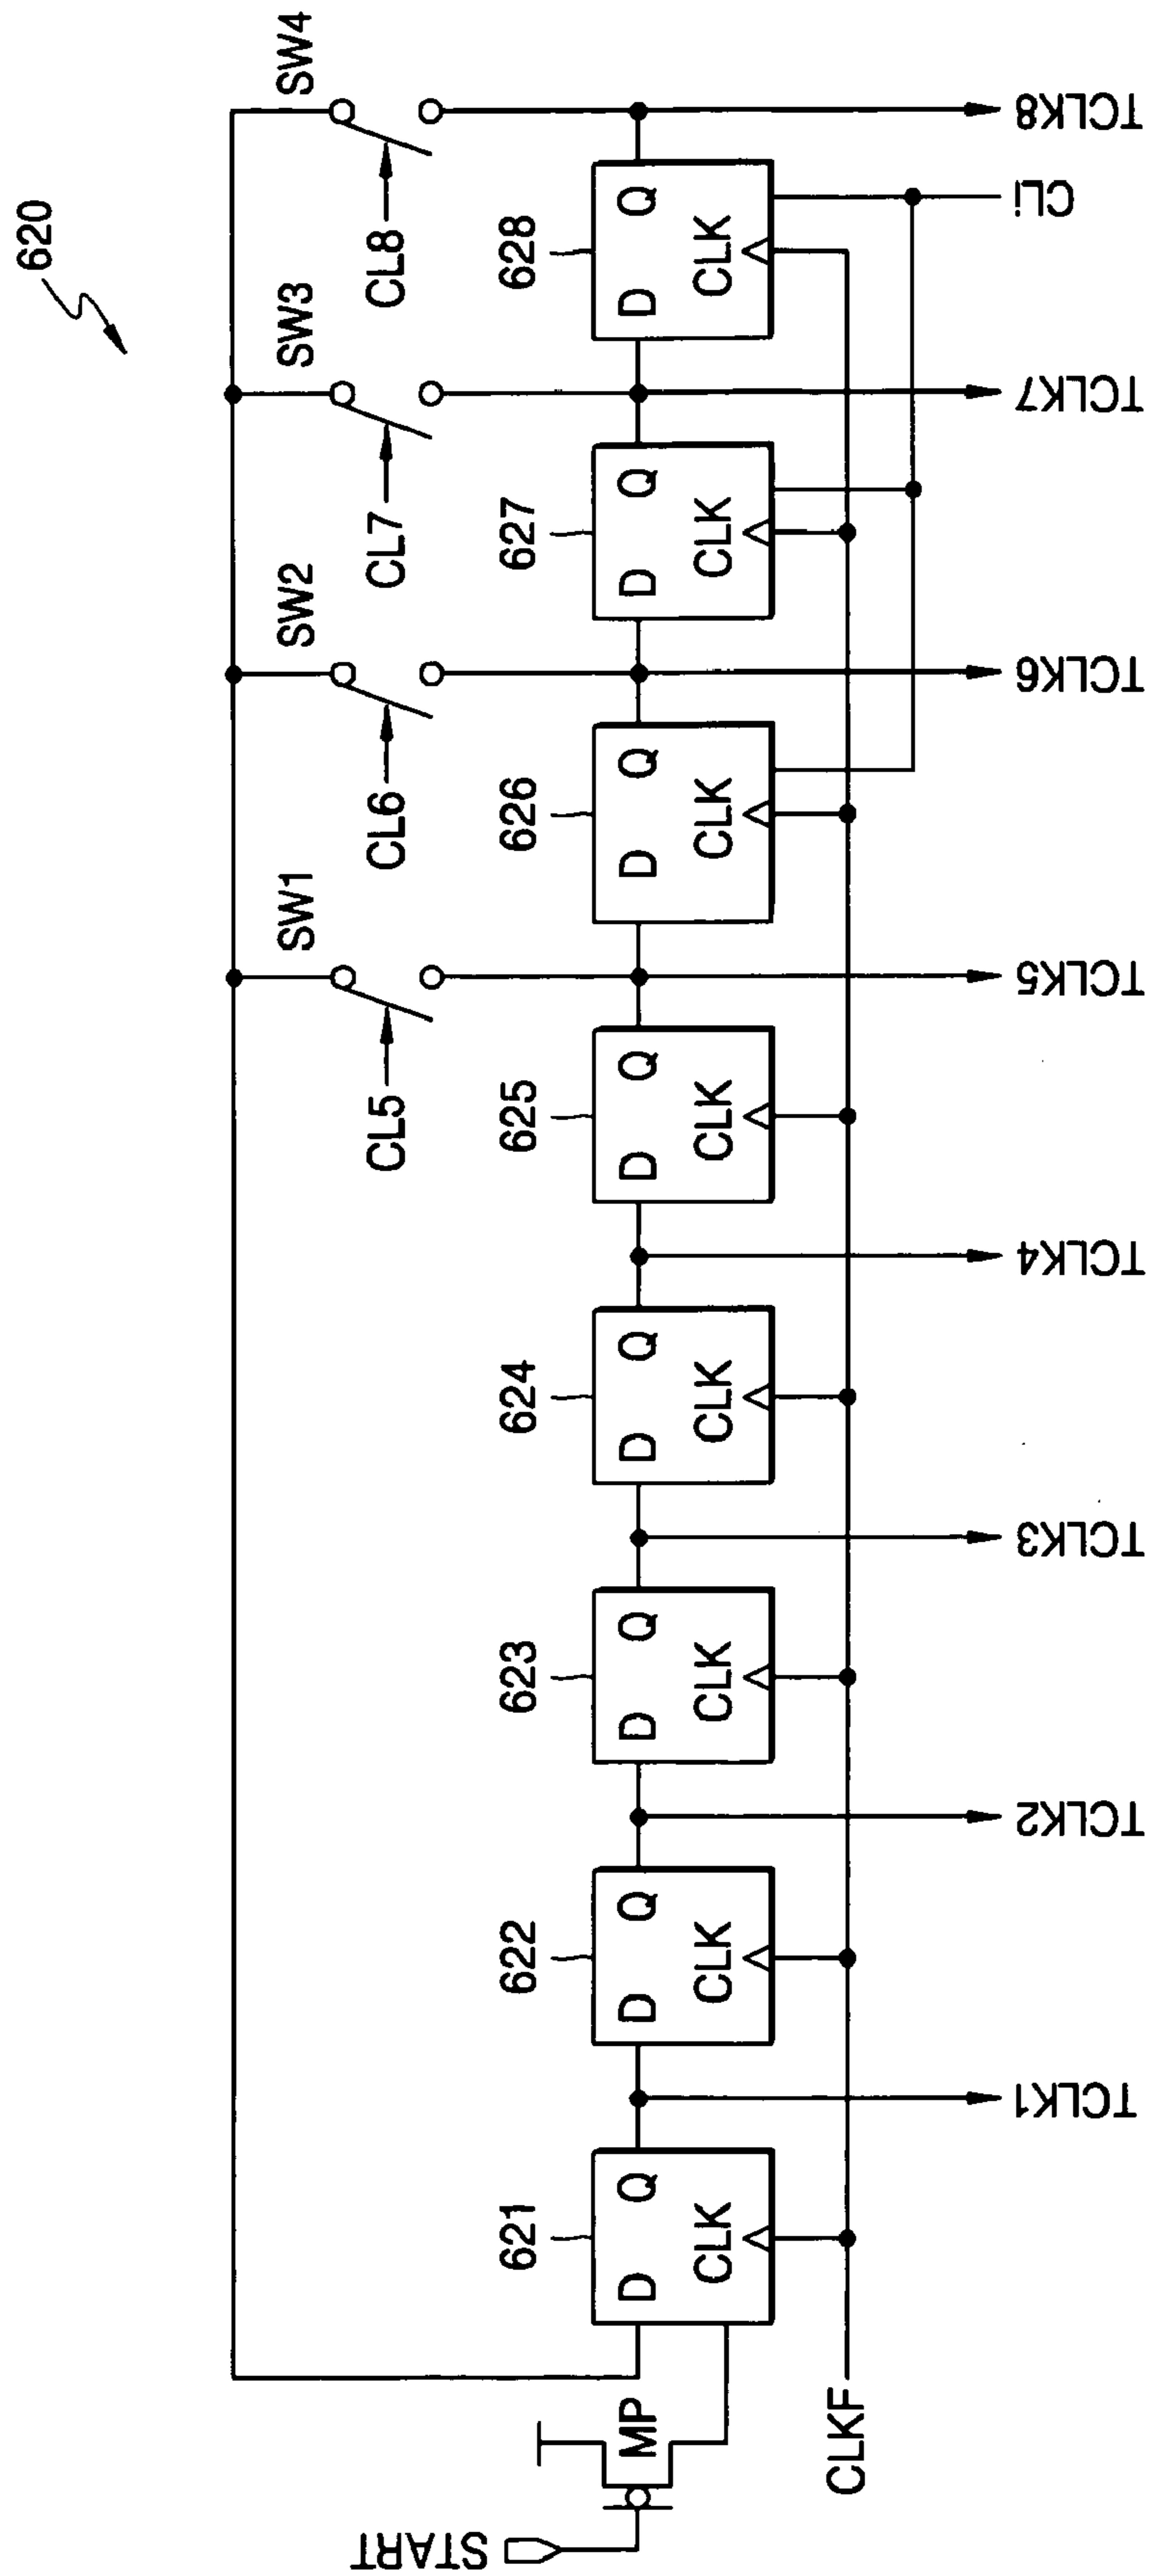 620
SW1
SW2
SW3
SW4
CL5
CL6
CL7
CL8
621
622
623
624
625
626
627
628
D Q
CLK
D Q
CLK
D Q
CLK
D Q
CLK
D Q
CLK
D Q
CLK
D Q
CLK
D Q
CLK
START
MP
CLKF
TCLK1
TCLK2
TCLK3
TCLK4
TCLK5
TCLK6
TCLK7
CLi
TCLK8